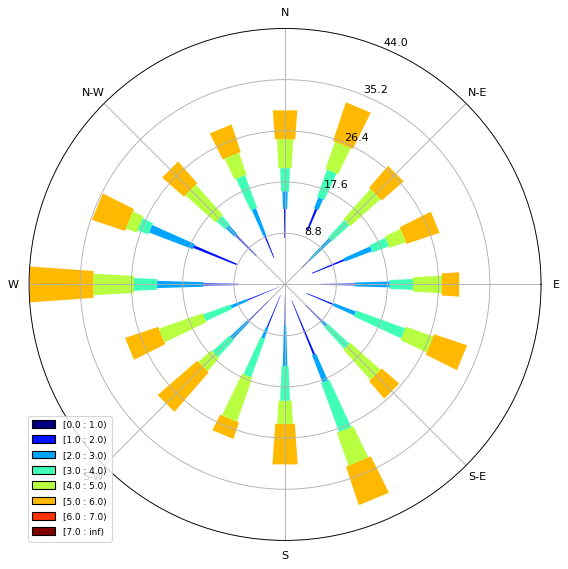 N
44.0
N-W
35.2
N-E
26.4
17.6
8.8
W
E
[0.0 : 1.0)
[1.0 : 2.0)
[2.0 : 3.0)
[3.0 : 4.0)
[4.0 : 5.0)
[5.0 : 6.0)
[6.0 : 7.0)
[7.0 : inf)
S-W
S-E
S